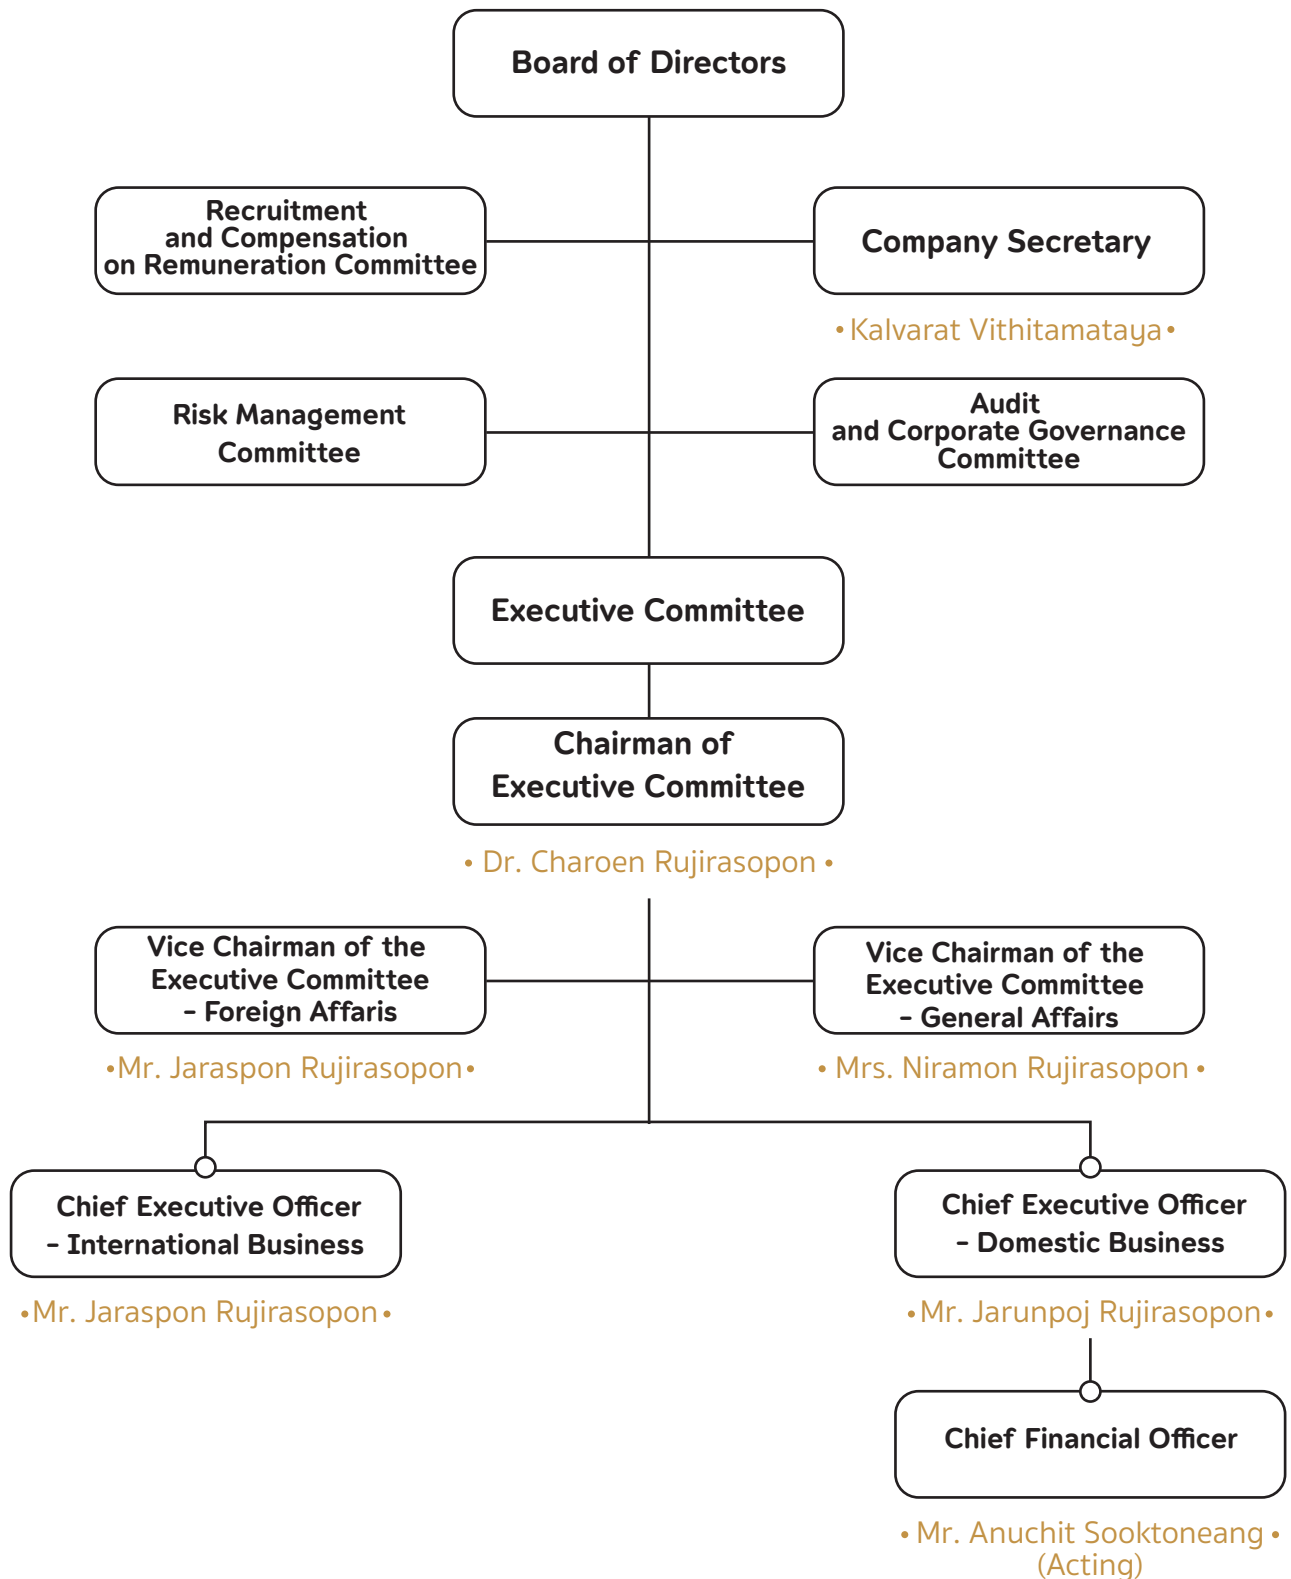 Board of Directors
Recruitment
and Compensation
on Remuneration Committee
Company Secretary
• Kalvarat Vithitamataya •
Risk Management
Committee
Audit
and Corporate Governance
Committee
Executive Committee
Chairman of
Executive Committee
• Dr. Charoen Rujirasopon •
Vice Chairman of the
Executive Committee
– Foreign Affaris
•Mr. Jaraspon Rujirasopon•
Vice Chairman of the
Executive Committee
– General Affairs
• Mrs. Niramon Rujirasopon •
Chief Executive Officer
– International Business
•Mr. Jaraspon Rujirasopon•
Chief Executive Officer
– Domestic Business
•Mr. Jarunpoj Rujirasopon•
Chief Financial Officer
• Mr. Anuchit Sooktoneang •
(Acting)